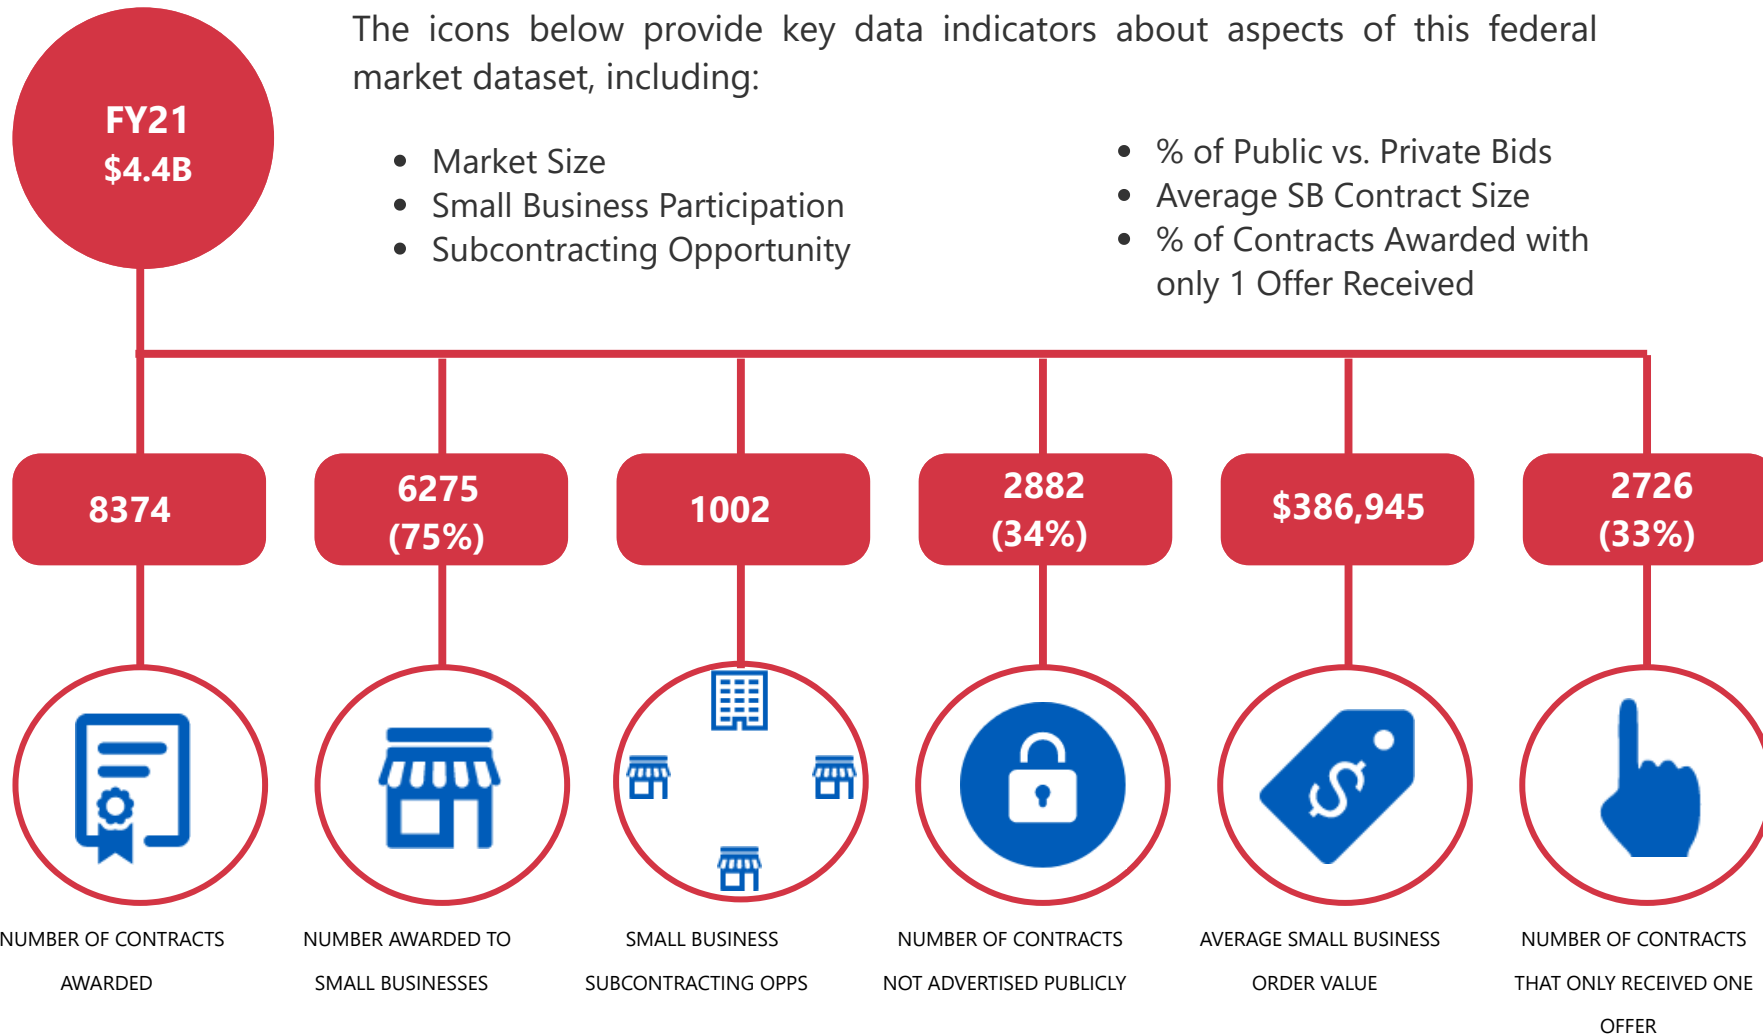 FY21
$4.4B
The icons below provide key data indicators about aspects of this federal
market dataset, including:
• Market Size
• Small Business Participation
• Subcontracting Opportunity
• % of Public vs. Private Bids
• Average SB Contract Size
• % of Contracts Awarded with
only 1 Offer Received
8374
6275
(75%)
1002
2882
(34%)
$386,945
2726
(33%)
$
NUMBER OF CONTRACTS
AWARDED
NUMBER AWARDED TO
SMALL BUSINESSES
SMALL BUSINESS
SUBCONTRACTING OPPS
NUMBER OF CONTRACTS
NOT ADVERTISED PUBLICLY
AVERAGE SMALL BUSINESS
ORDER VALUE
NUMBER OF CONTRACTS
THAT ONLY RECEIVED ONE
OFFER